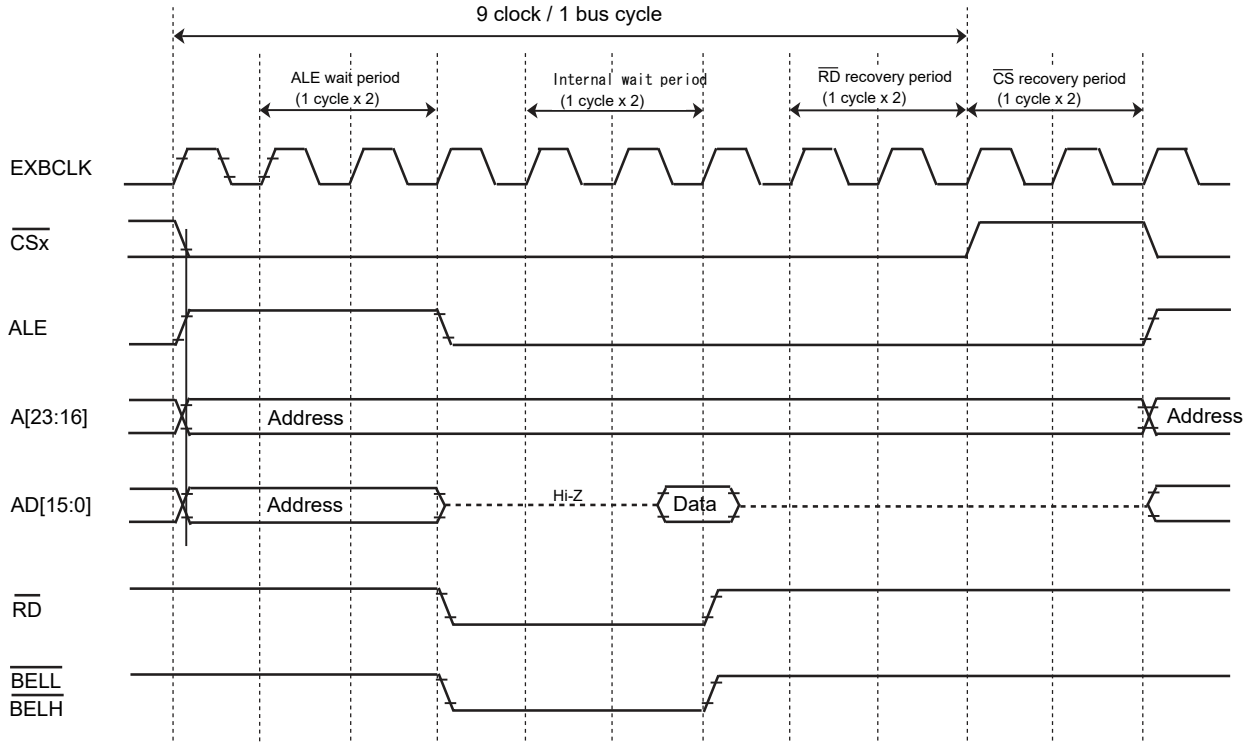 9 clock / 1 bus cycle
ALE wait period
(1 cycle x 2)
Internal wait period
(1 cycle x 2)
RD recovery period
(1 cycle x 2)
CS recovery period
(1 cycle x 2)
EXBCLK
CSx
ALE
A[23:16]
Address
Address
AD[15:0]
Address
Hi-Z
Data
RD
BELL
BELH